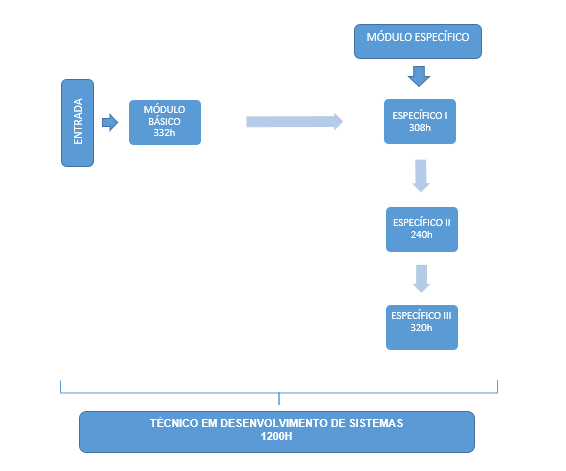 MÓDULO ESPECÍFICO
ENTRADA
MÓDULO
BÁSICO
332h
ESPECÍFICO I
308h
ESPECÍFICO II
240h
ESPECÍFICO III
320h
TÉCNICO EM DESENVOLVIMENTO DE SISTEMAS
1200H